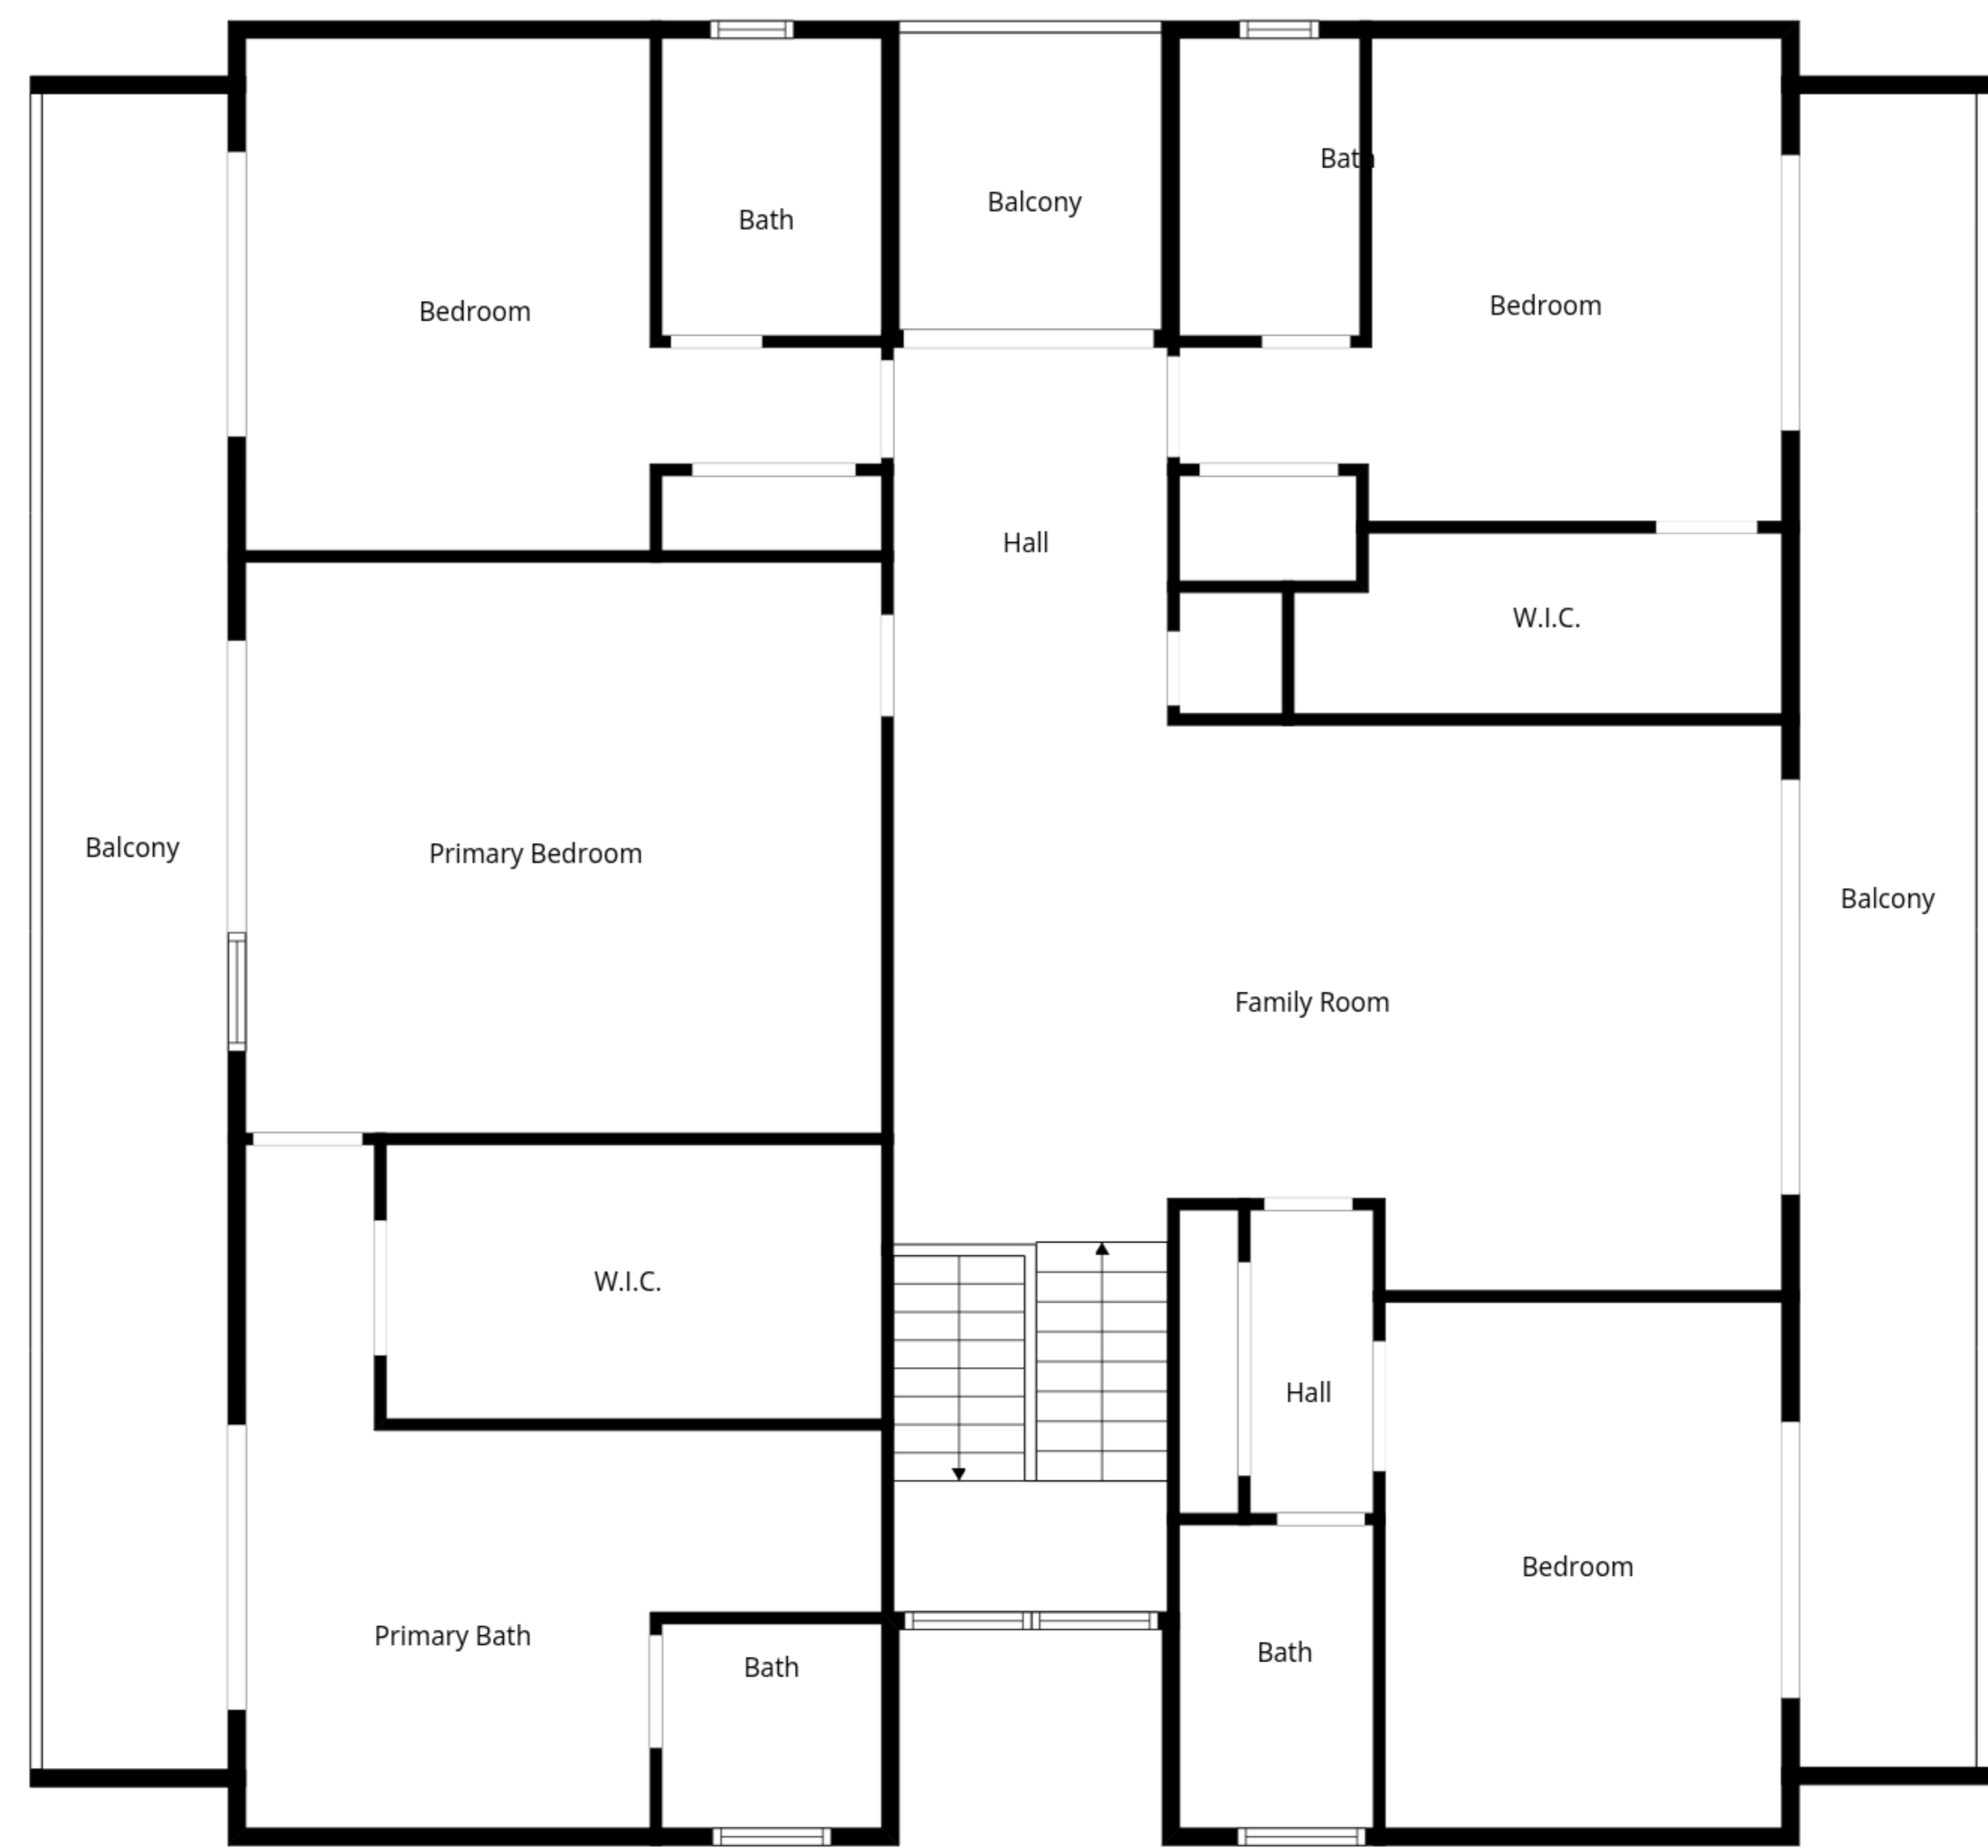 Bath
Balcony
Bath
Bedroom
Bedroom
Hall
W.I.C.
Balcony
Primary Bedroom
Balcony
Family Room
W.I.C.
Hall
Bedroom
Primary Bath
Bath
Bath